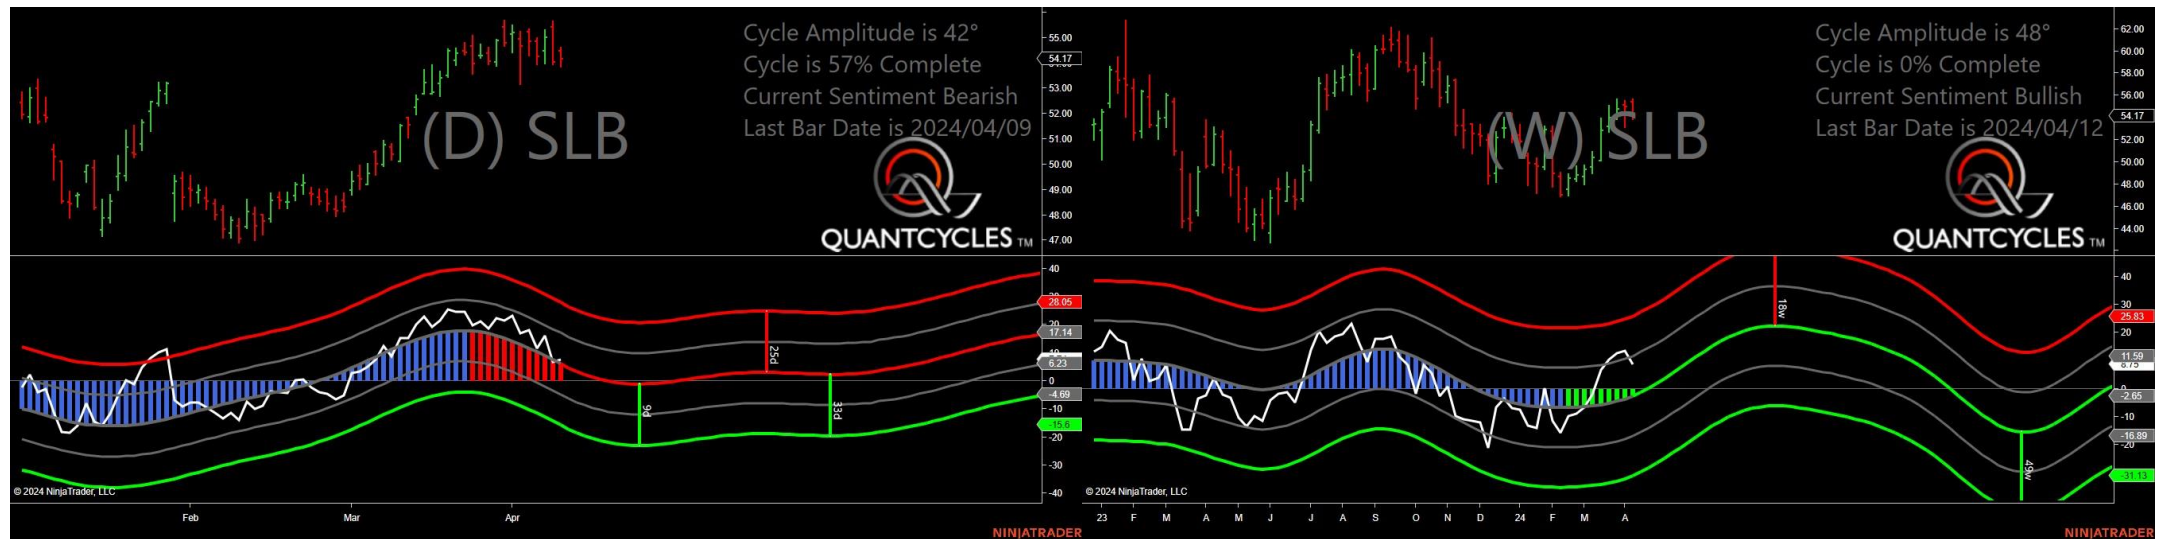 Cycle Amplitude is 42°
Cycle is 57% Complete
Current Sentiment Bearish
Last Bar Date is 2024/04/09
(D) SLB
QUANTCYCLES TM
55.00
54.17
53.00
52.00
51.00
50.00
49.00
48.00
47.00
40
28.05
20
17.14
6.23
0
-4.69
-10
-15.6
-20
-30
-40
25d
9d
33d
© 2024 NinjaTrader, LLC
Feb Mar Apr
NINJATRADER
Cycle Amplitude is 48°
Cycle is 0% Complete
Current Sentiment Bullish
Last Bar Date is 2024/04/12
(W) SLB
QUANTCYCLES TM
62.00
60.00
58.00
56.00
54.17
52.00
50.00
48.00
46.00
44.00
40
30
25.83
20
11.59
8.75
0
-2.65
-10
-16.89
-20
-31.13
18w
49w
© 2024 NinjaTrader, LLC
23 F M A M J J A S O N D 24 F M A
NINJATRADER